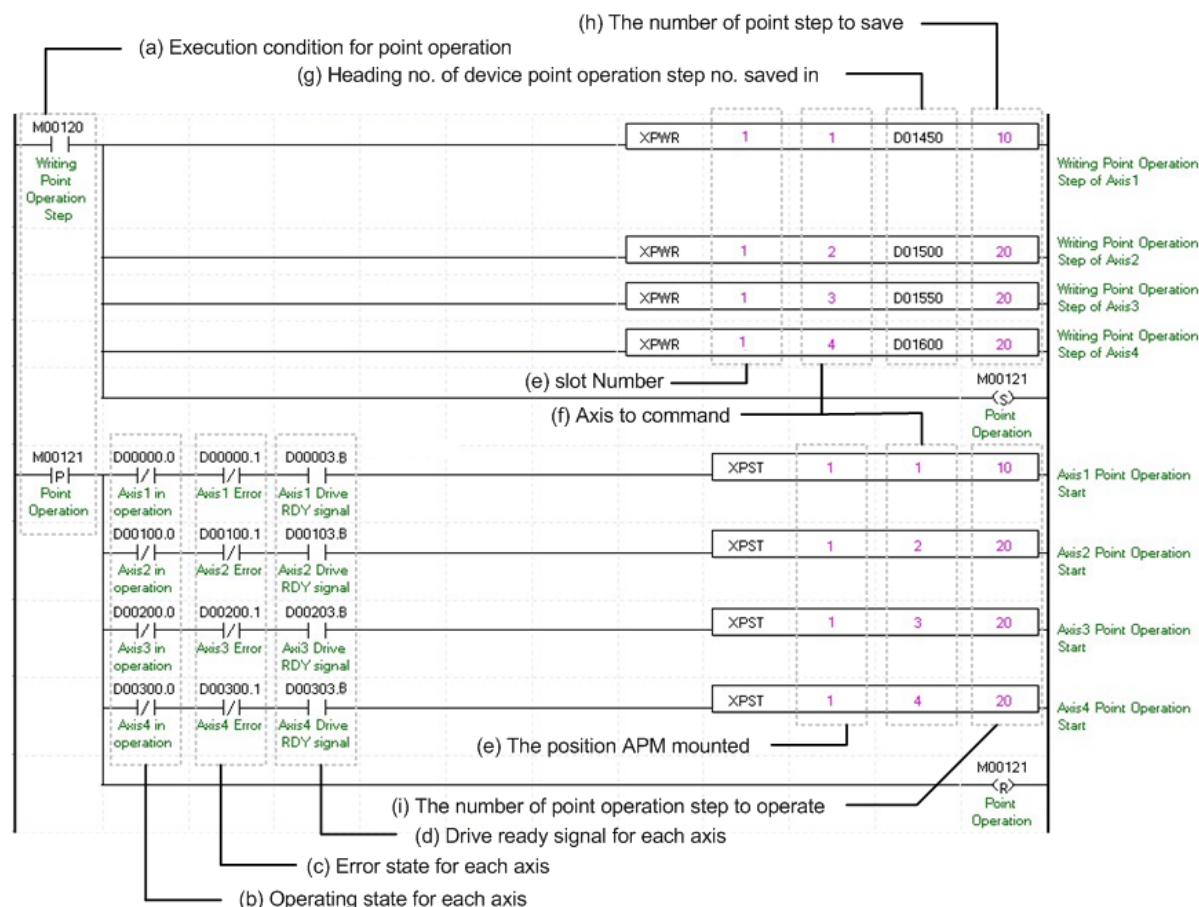 (h) The number of point step to save
(a) Execution condition for point operation
(g) Heading no. of device point operation step no. saved in
M00120
Writing
Point
Operation
Step
XPWR 1 1 D01450 10
Writing Point Operation
Step of Axis1
XPWR 1 2 D01500 20
Writing Point Operation
Step of Axis2
XPWR 1 3 D01550 20
Writing Point Operation
Step of Axis3
XPWR 1 4 D01600 20
Writing Point Operation
Step of Axis4
(e) slot Number
M00121
S
Point
Operation
(f) Axis to command
M00121
P
Point
Operation
D00000.0
Axis1 in
operation
D00000.1
Axis1 Error
D00003.B
Axis1 Drive
RDY signal
XPST 1 1 10
Axis1 Point Operation
Start
D00100.0
Axis2 in
operation
D00100.1
Axis2 Error
D00103.B
Axis2 Drive
RDY signal
XPST 1 2 20
Axis2 Point Operation
Start
D00200.0
Axis3 in
operation
D00200.1
Axis3 Error
D00203.B
Axi3 Drive
RDY signal
XPST 1 3 20
Axis3 Point Operation
Start
D00300.0
Axis4 in
operation
D00300.1
Axis4 Error
D00303.B
Axis4 Drive
RDY signal
XPST 1 4 20
Axis4 Point Operation
Start
(e) The position APM mounted
M00121
R
Point
Operation
(i) The number of point operation step to operate
(d) Drive ready signal for each axis
(c) Error state for each axis
(b) Operating state for each axis